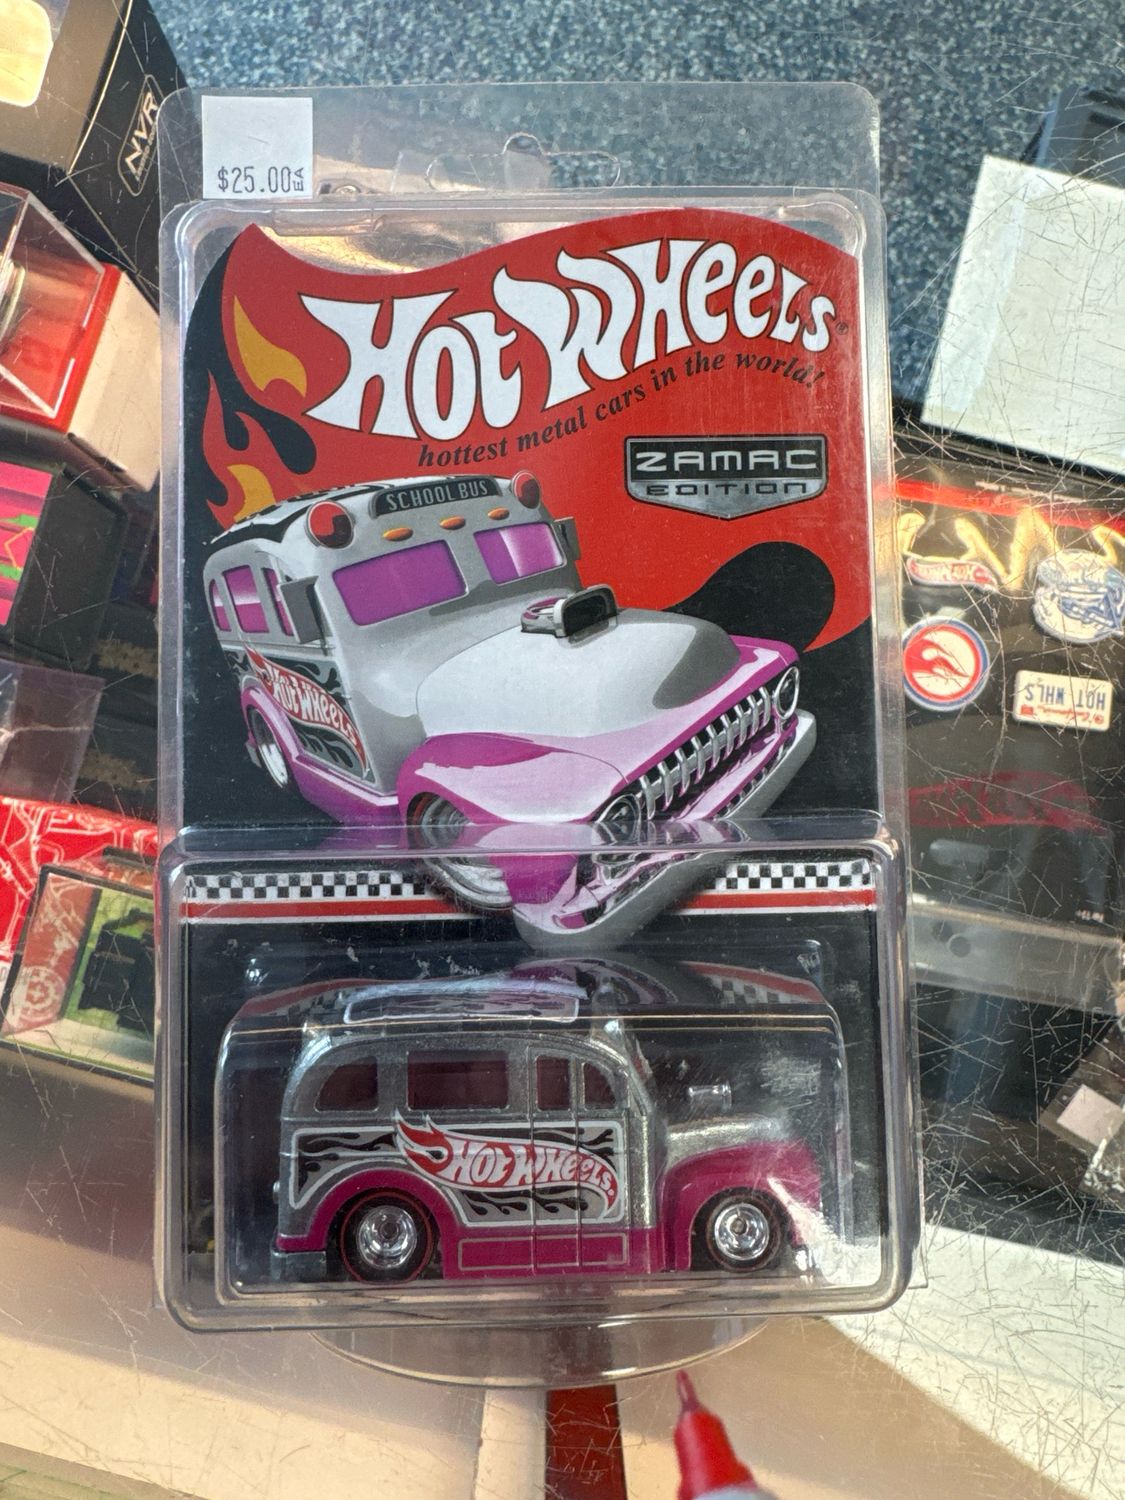 NVR
$25.00EA
HOT WHEELS®
hottest metal cars in the world!
ZAMAC
EDITION
SCHOOL BUS
HOT WHEELS
HOT WHEELS
HOT WHLS